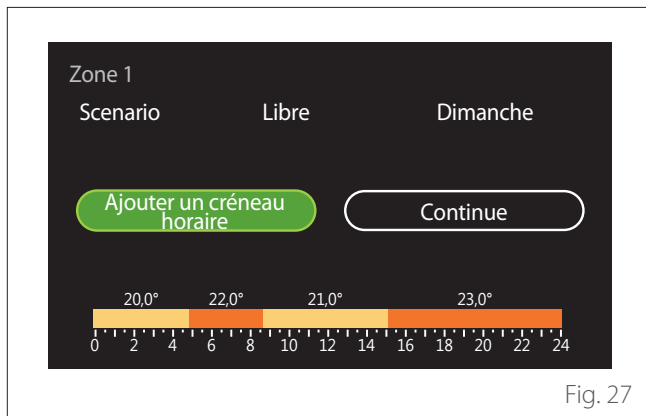 Zone 1
Scenario Libre Dimanche
Ajouter un créneau
horaire
Continue
20,0° 22,0° 21,0° 23,0°
0 2 4 6 8 10 12 14 16 18 20 22 24
Fig. 27